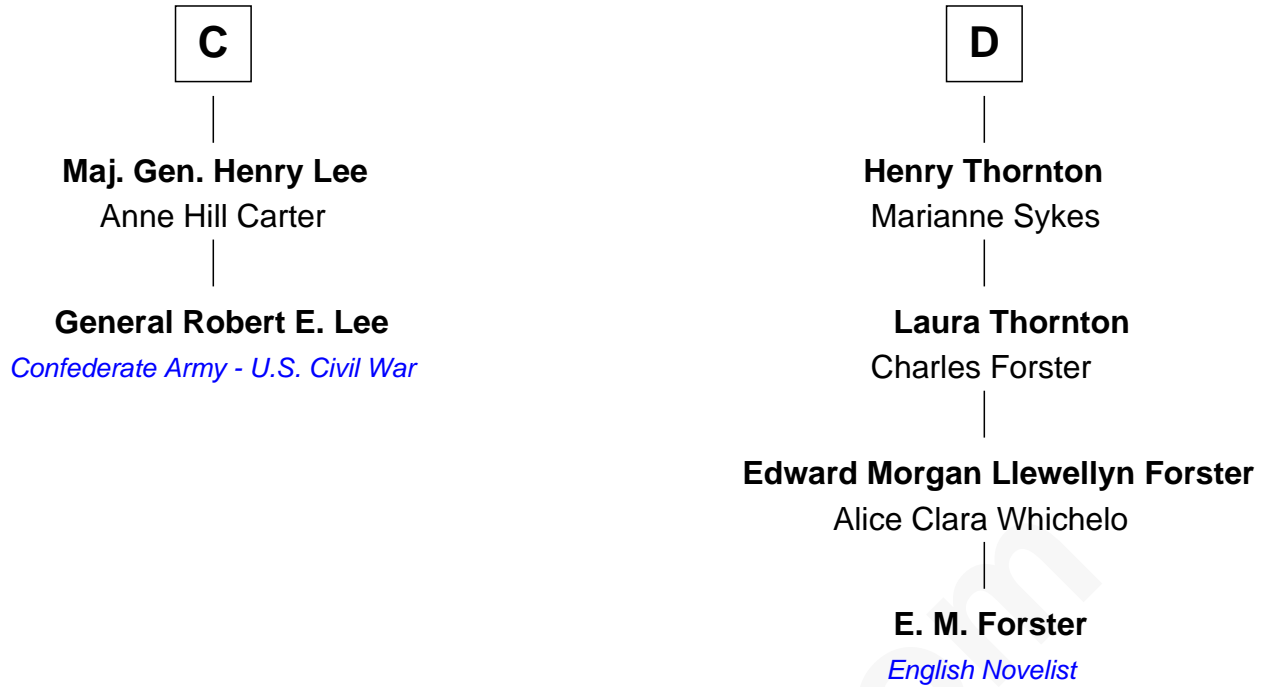 C
Maj. Gen. Henry Lee
Anne Hill Carter
General Robert E. Lee
Confederate Army - U.S. Civil War
D
Henry Thornton
Marianne Sykes
Laura Thornton
Charles Forster
Edward Morgan Llewellyn Forster
Alice Clara Whichelo
E. M. Forster
English Novelist